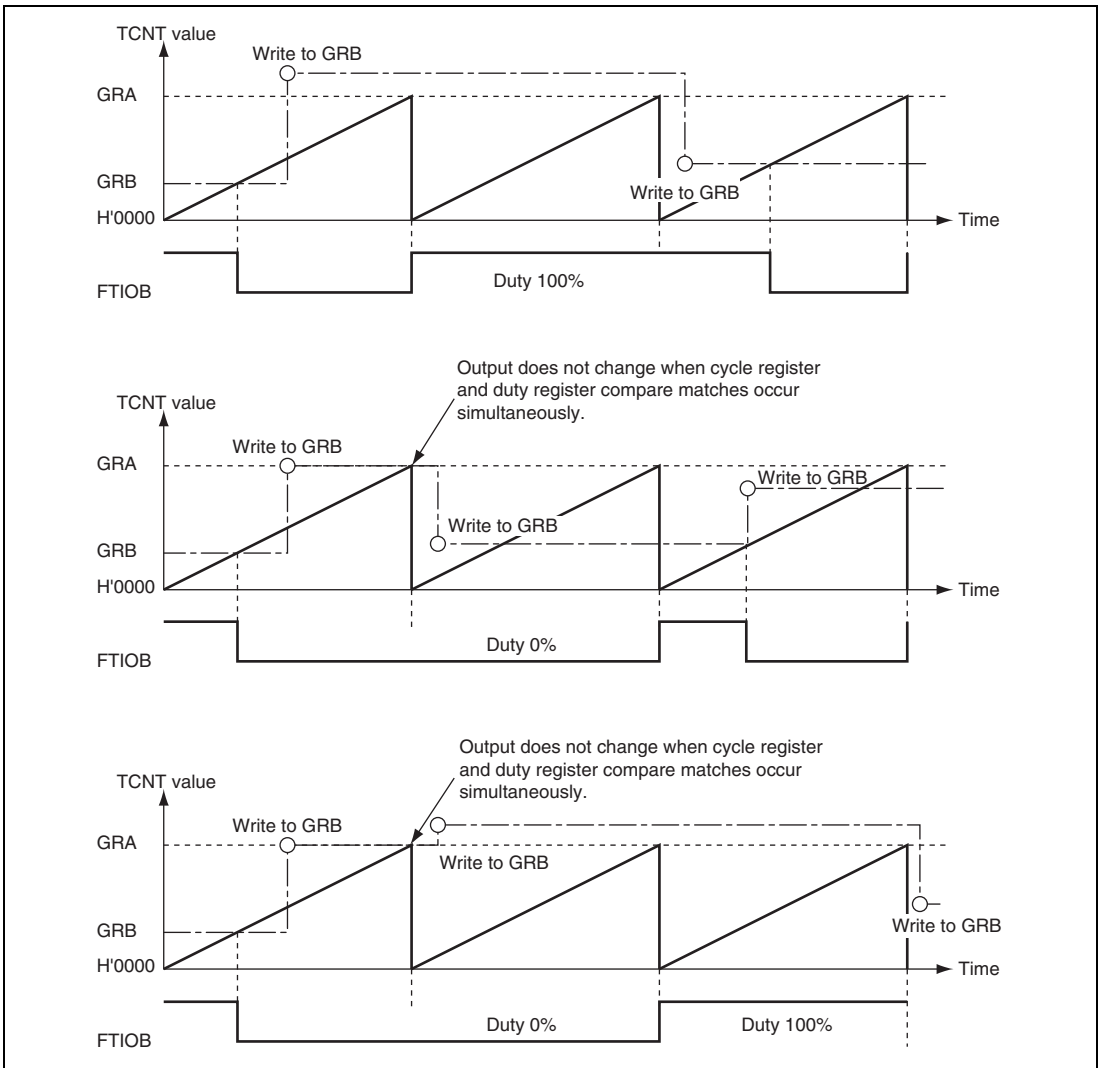 TCNT value
Write to GRB
GRA
GRB
Write to GRB
H'0000
Time
FTIOB
Duty 100%
Output does not change when cycle register
and duty register compare matches occur
simultaneously.
TCNT value
Write to GRB
GRA
Write to GRB
Write to GRB
GRB
H'0000
Time
FTIOB
Duty 0%
Output does not change when cycle register
and duty register compare matches occur
simultaneously.
TCNT value
Write to GRB
GRA
Write to GRB
GRB
Write to GRB
H'0000
Time
FTIOB
Duty 0%
Duty 100%